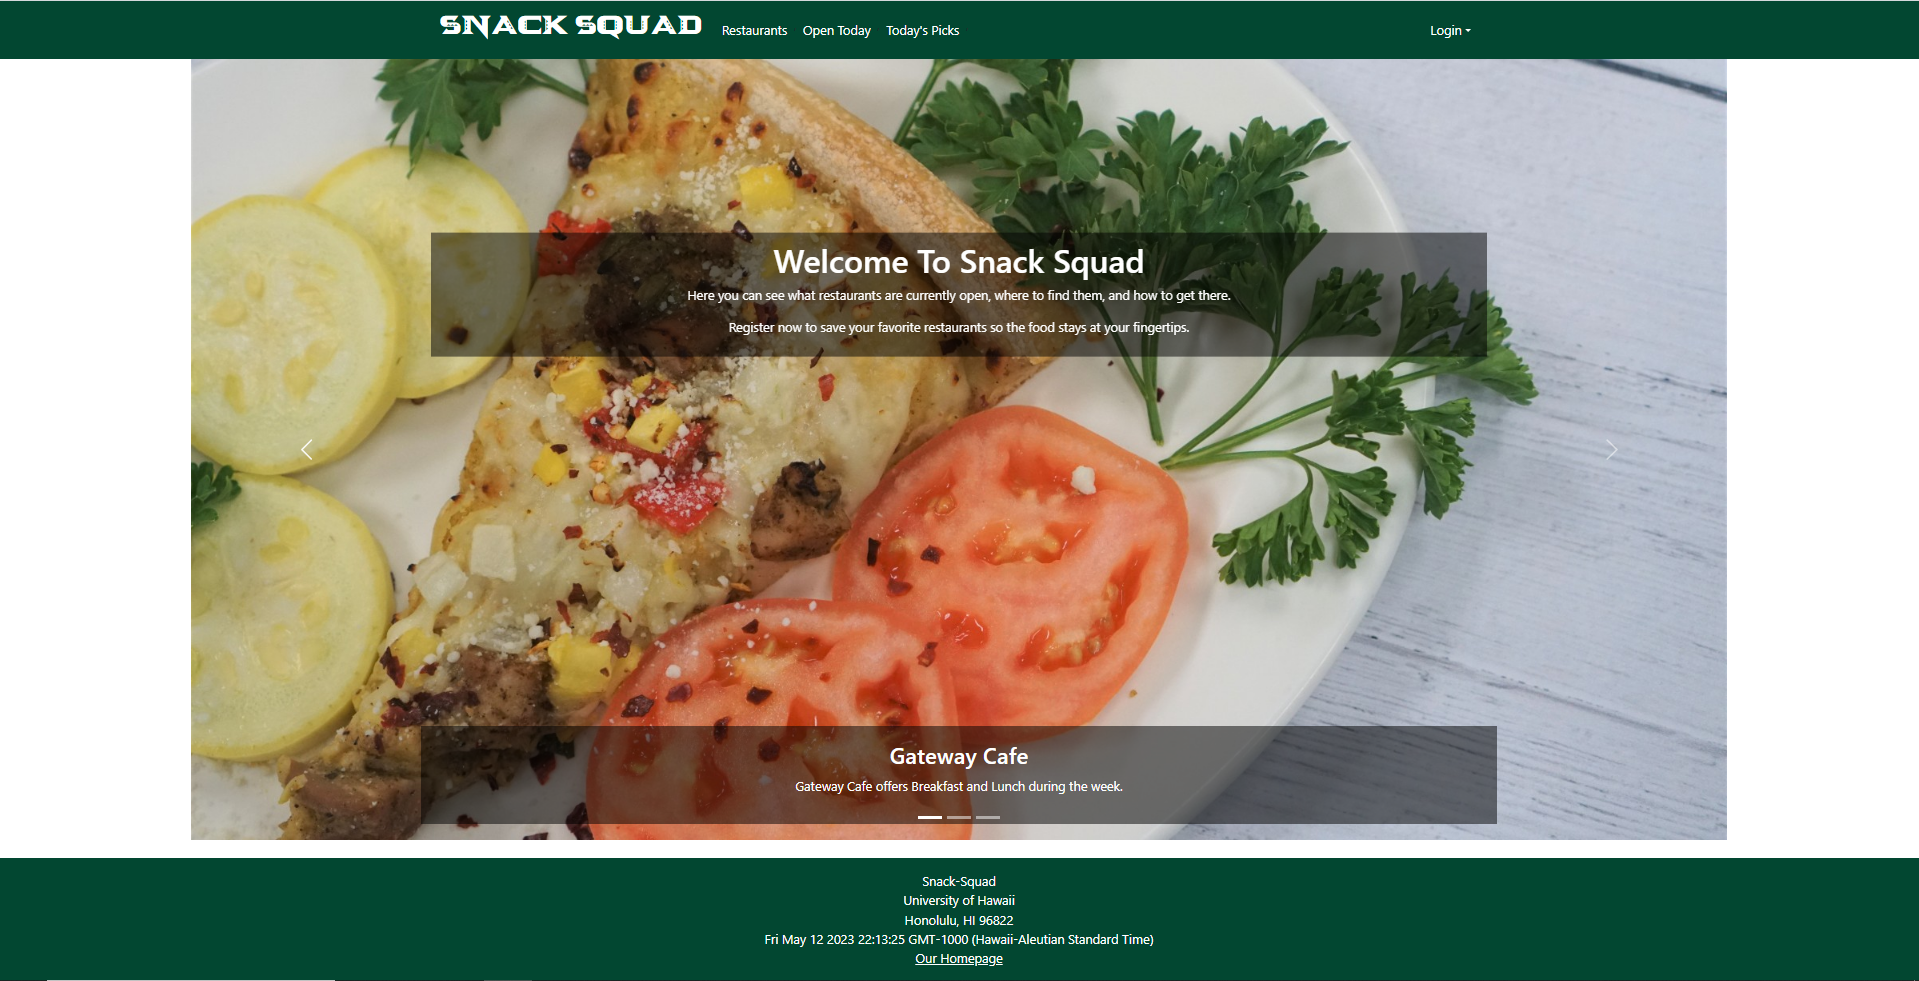 SNACK SQUAD
Restaurants
Open Today
Today's Picks
Login
Welcome To Snack Squad
Here you can see what restaurants are currently open, where to find them, and how to get there.
Register now to save your favorite restaurants so the food stays at your fingertips.
Gateway Cafe
Gateway Cafe offers Breakfast and Lunch during the week.
Snack-Squad
University of Hawaii
Honolulu, HI 96822
Fri May 12 2023 22:13:25 GMT-1000 (Hawaii-Aleutian Standard Time)
Our Homepage